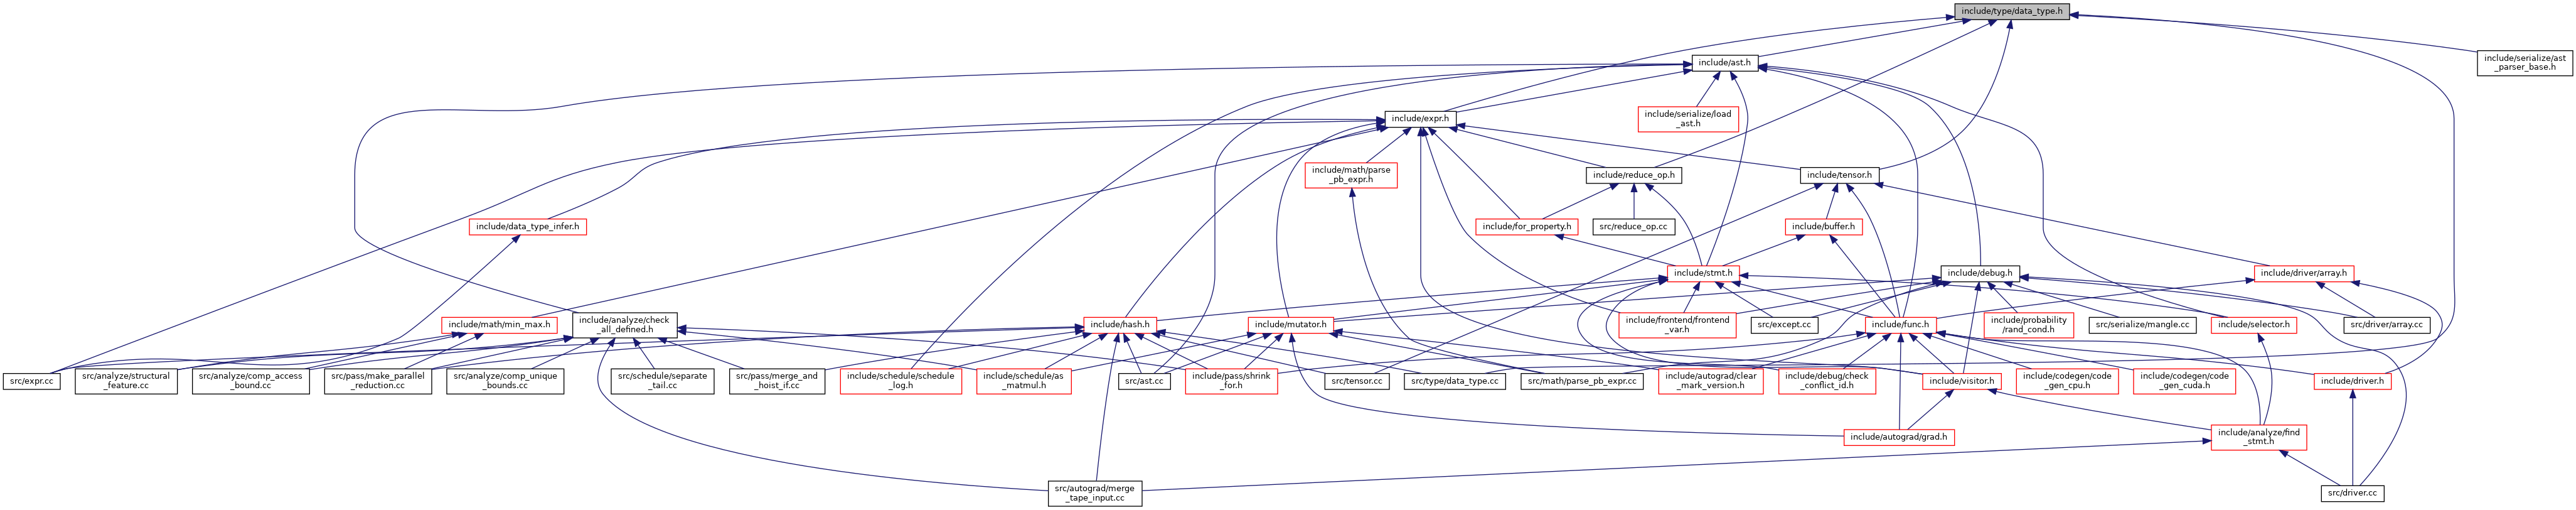 include/type/data_type.h
include/serialize/ast
_parser_base.h
include/ast.h
include/serialize/load
_ast.h
include/expr.h
include/math/parse
_pb_expr.h
include/reduce_op.h
include/tensor.h
include/data_type_infer.h
include/for_property.h
src/reduce_op.cc
include/buffer.h
include/stmt.h
include/debug.h
include/driver/array.h
include/math/min_max.h
include/analyze/check
_all_defined.h
include/hash.h
include/mutator.h
include/frontend/frontend
_var.h
src/except.cc
include/func.h
include/probability
/rand_cond.h
src/serialize/mangle.cc
include/selector.h
src/driver/array.cc
src/expr.cc
src/analyze/structural
_feature.cc
src/analyze/comp_access
_bound.cc
src/pass/make_parallel
_reduction.cc
src/analyze/comp_unique
_bounds.cc
src/schedule/separate
_tail.cc
src/pass/merge_and
_hoist_if.cc
include/schedule/schedule
_log.h
include/schedule/as
_matmul.h
src/ast.cc
include/pass/shrink
_for.h
src/tensor.cc
src/type/data_type.cc
src/math/parse_pb_expr.cc
include/autograd/clear
_mark_version.h
include/debug/check
_conflict_id.h
include/visitor.h
include/codegen/code
_gen_cpu.h
include/codegen/code
_gen_cuda.h
include/driver.h
include/autograd/grad.h
include/analyze/find
_stmt.h
src/autograd/merge
_tape_input.cc
src/driver.cc